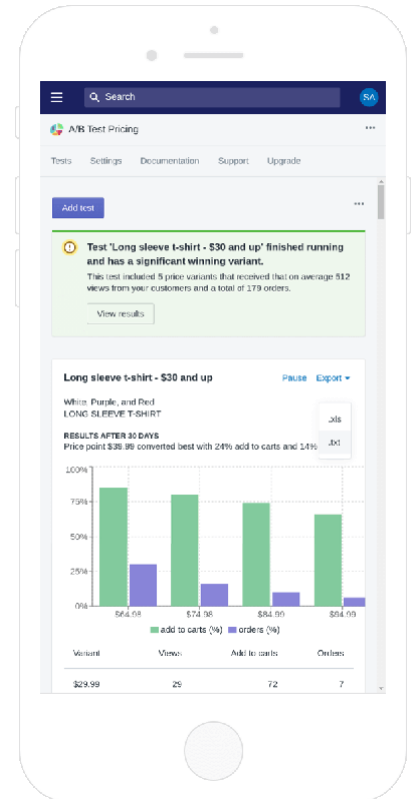 Search
SA
A/B Test Pricing
Tests Settings Documentation Support Upgrade
Add test
Test 'Long sleeve t-shirt - $30 and up' finished running
and has a significant winning variant.
This test included 5 price variants that received that on average 512
views from your customers and a total of 179 orders.
View results
Long sleeve t-shirt - $30 and up Pause Export
White, Purple, and Red
LONG SLEEVE T-SHIRT
.xls
RESULTS AFTER 30 DAYS
.txt
Price point $39.99 converted best with 24% add to carts and 14%
100%
75%
50%
25%
0%
$64.98 $74.98 $84.99 $94.99
add to carts (%) orders (%)
Variant Views Add to carts Orders
$29.99 29 72 7